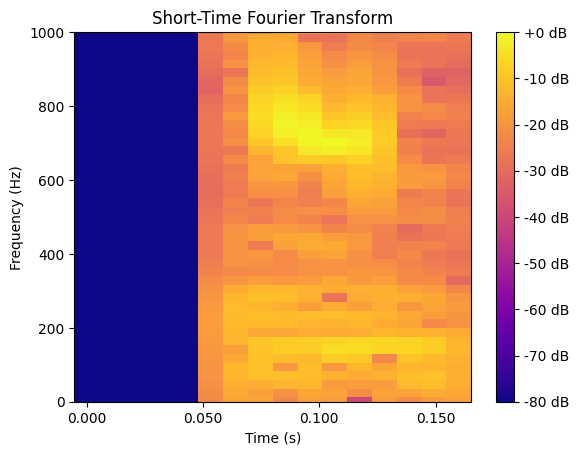 Short-Time Fourier Transform
1000
800
600
400
200
0
Frequency (Hz)
0.000
0.050
0.100
0.150
Time (s)
+0 dB
-10 dB
-20 dB
-30 dB
-40 dB
-50 dB
-60 dB
-70 dB
-80 dB